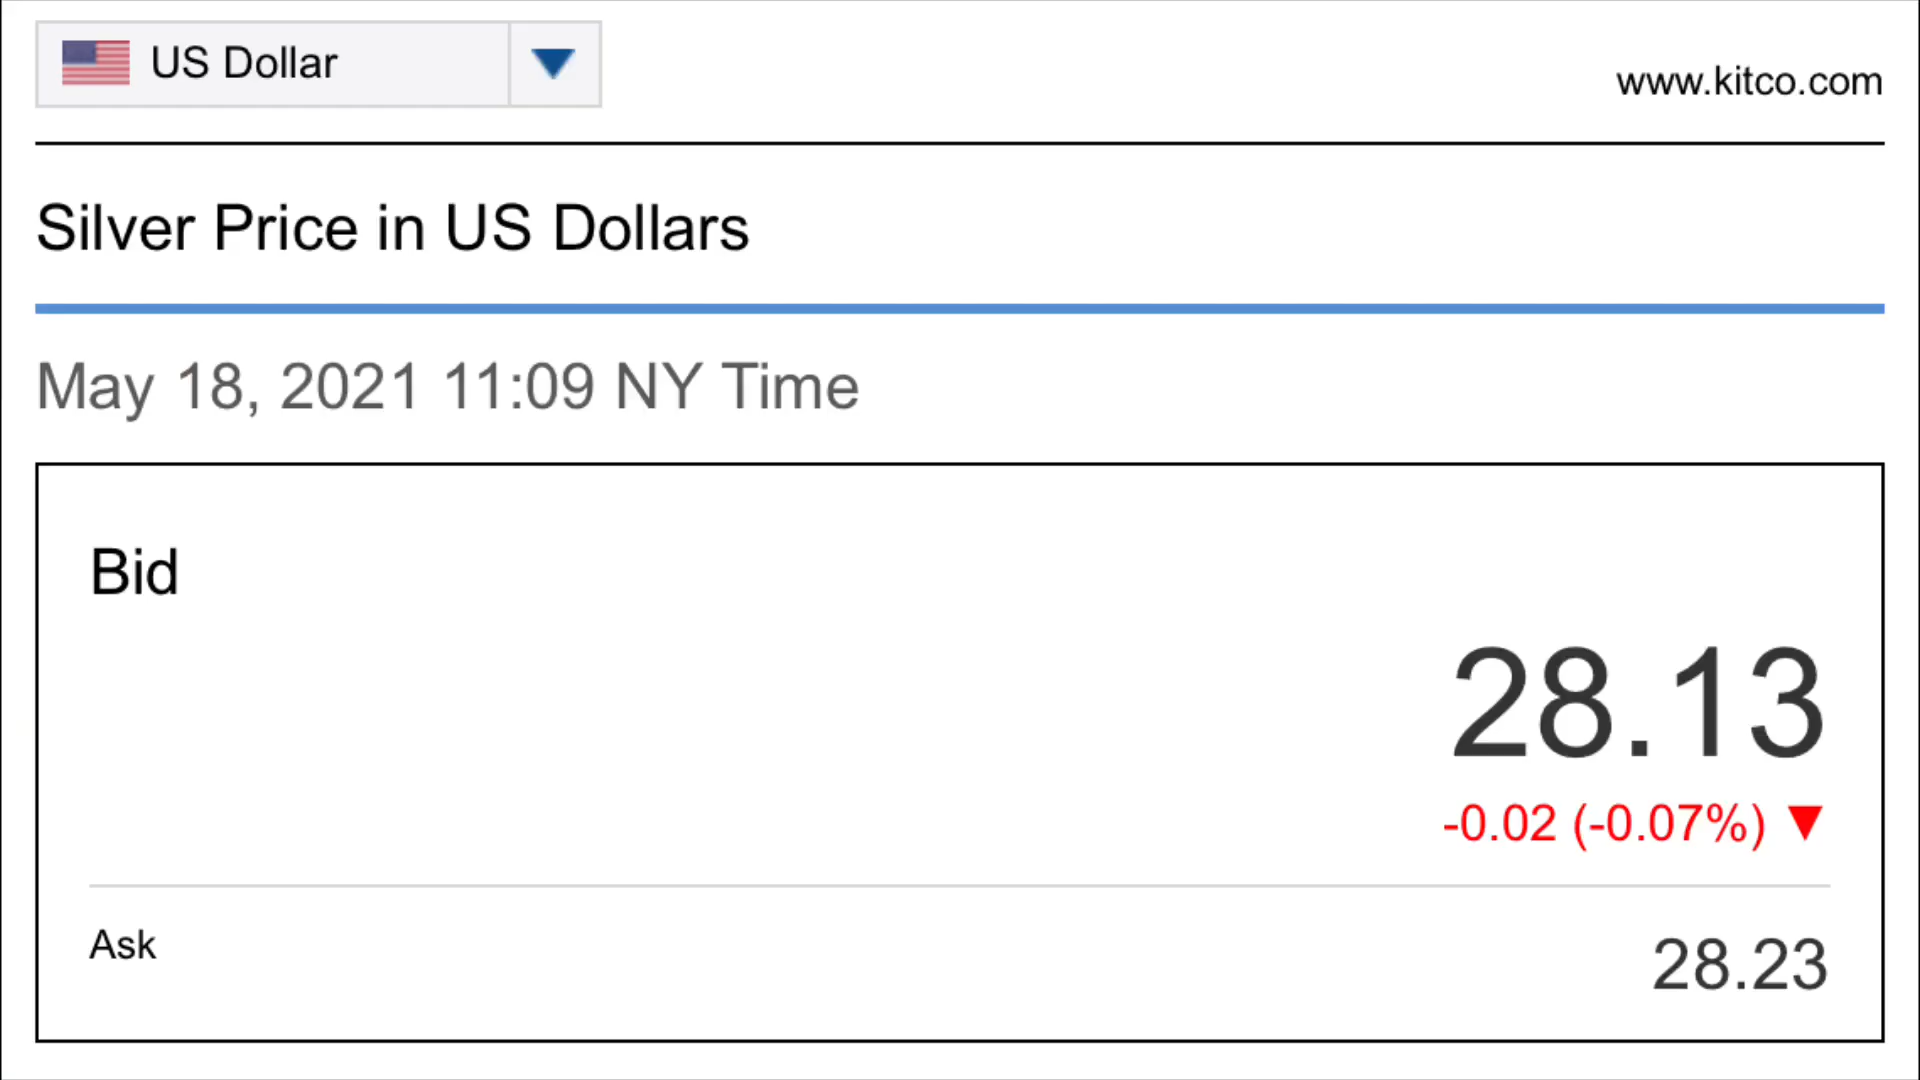 US Dollar
www.kitco.com
Silver Price in US Dollars
May 18, 2021 11:09 NY Time
Bid
28.13
-0.02 (-0.07%) ▼
Ask
28.23